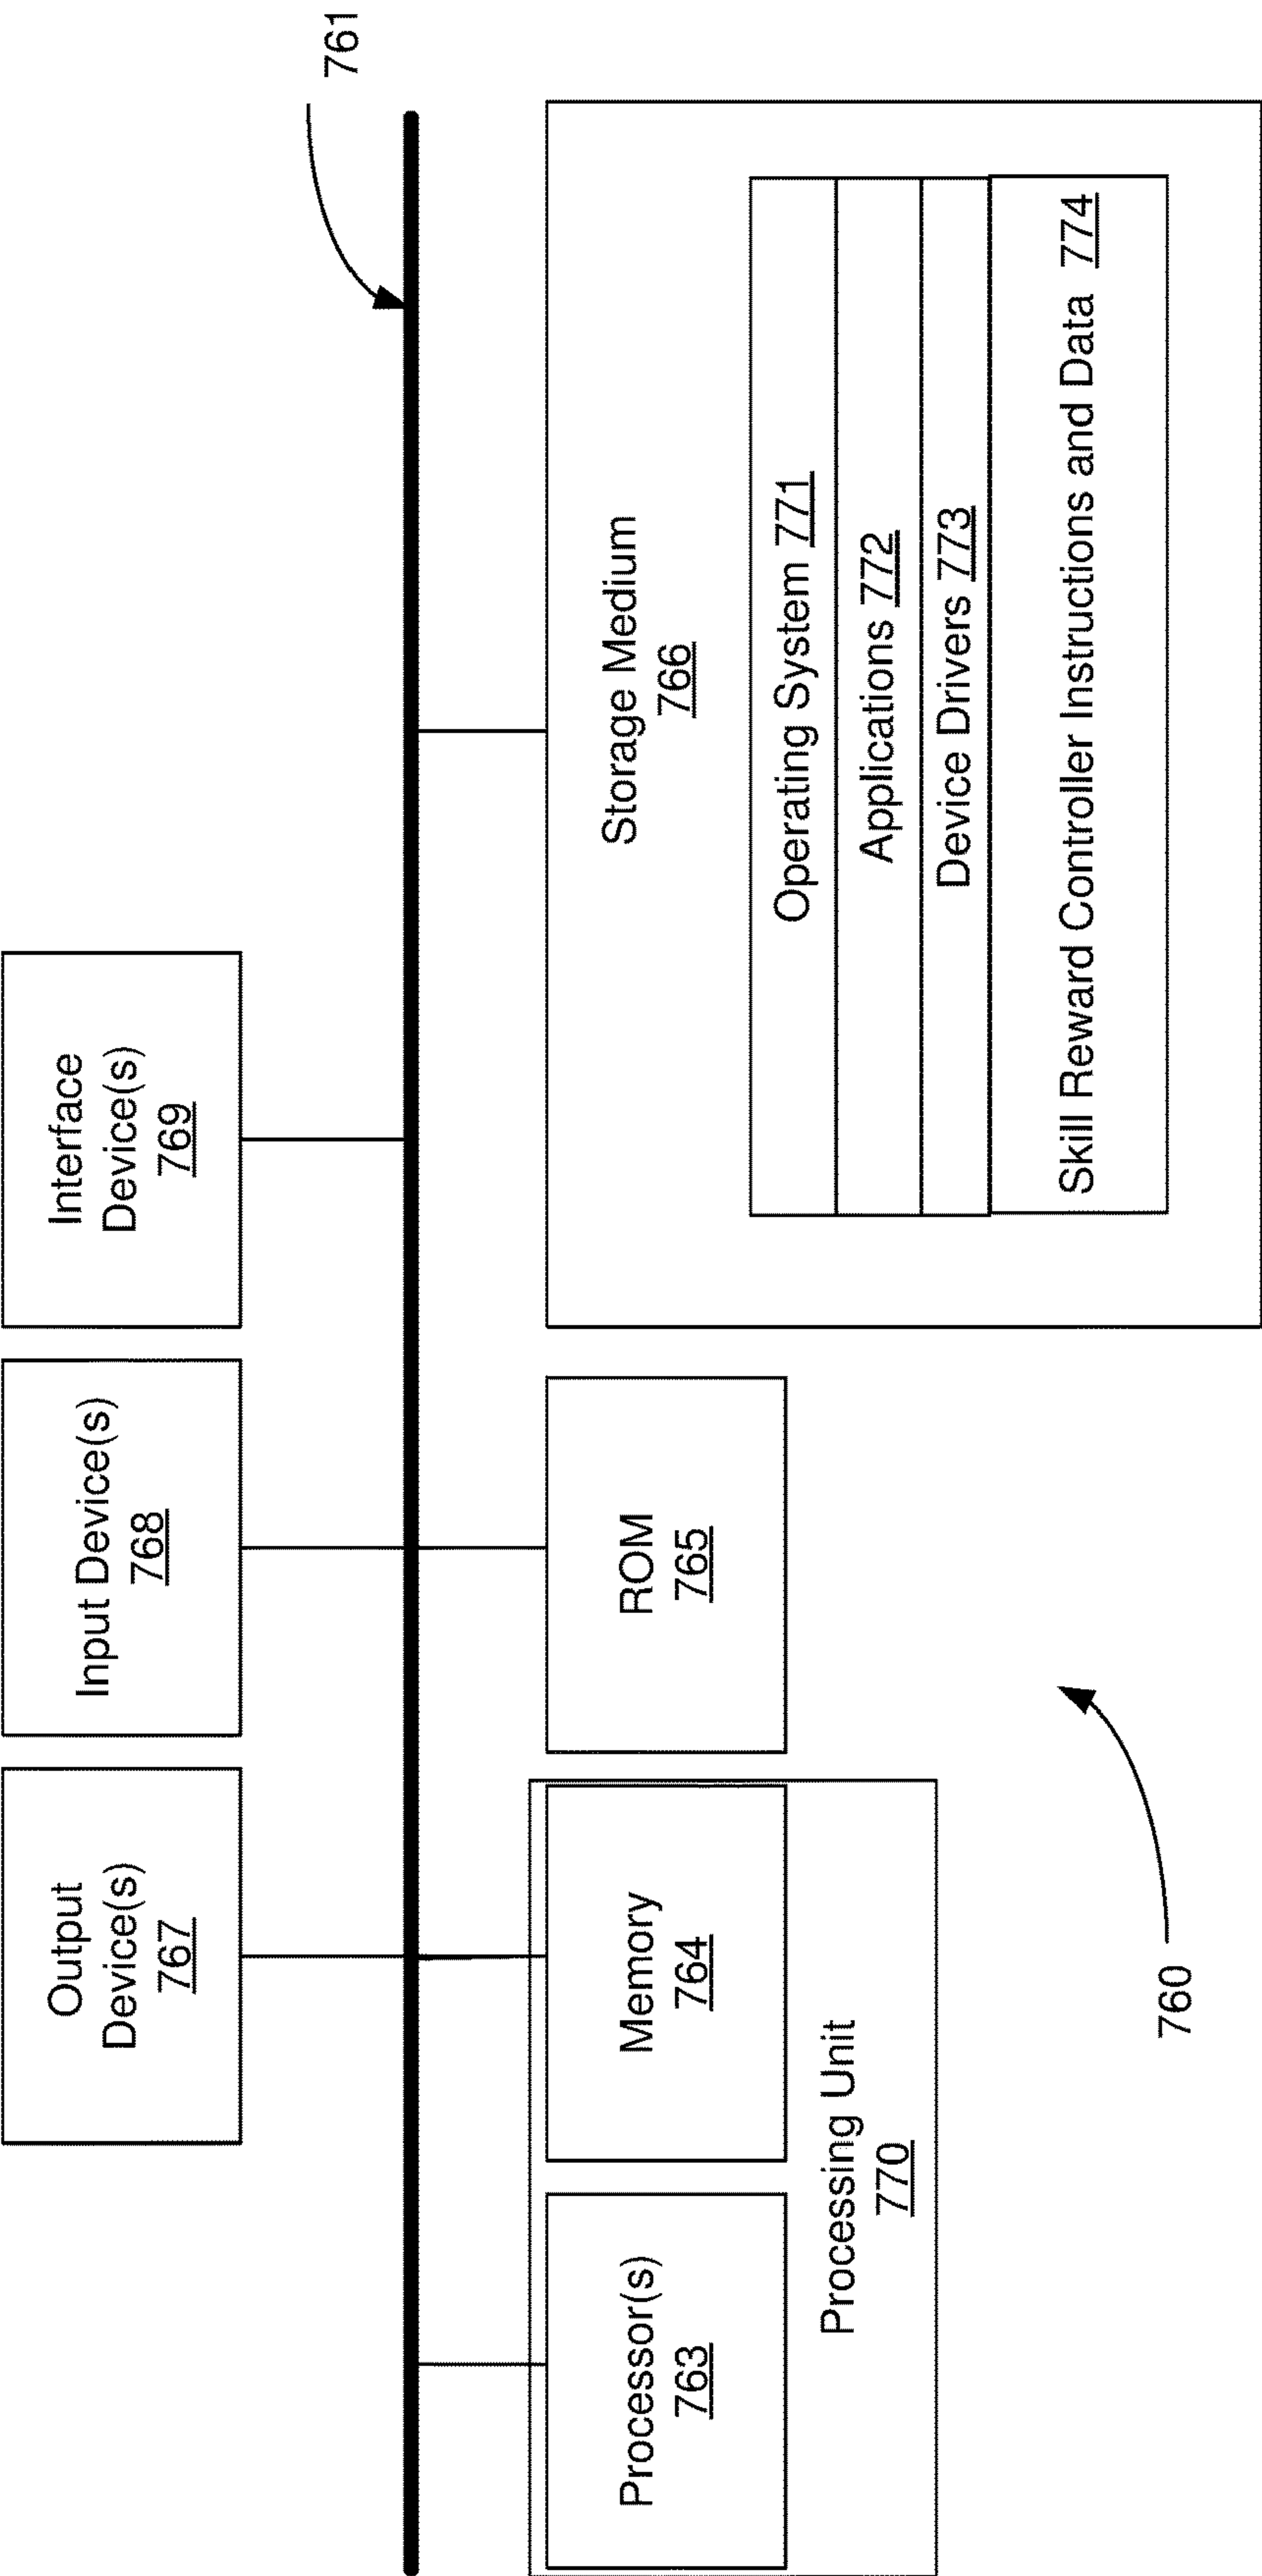 761
Output
Device(s)
767
Input Device(s)
768
Interface
Device(s)
769
Processor(s)
763
Memory
764
Processing Unit
770
ROM
765
Storage Medium
766
Operating System 771
Applications 772
Device Drivers 773
Skill Reward Controller Instructions and Data 774
760